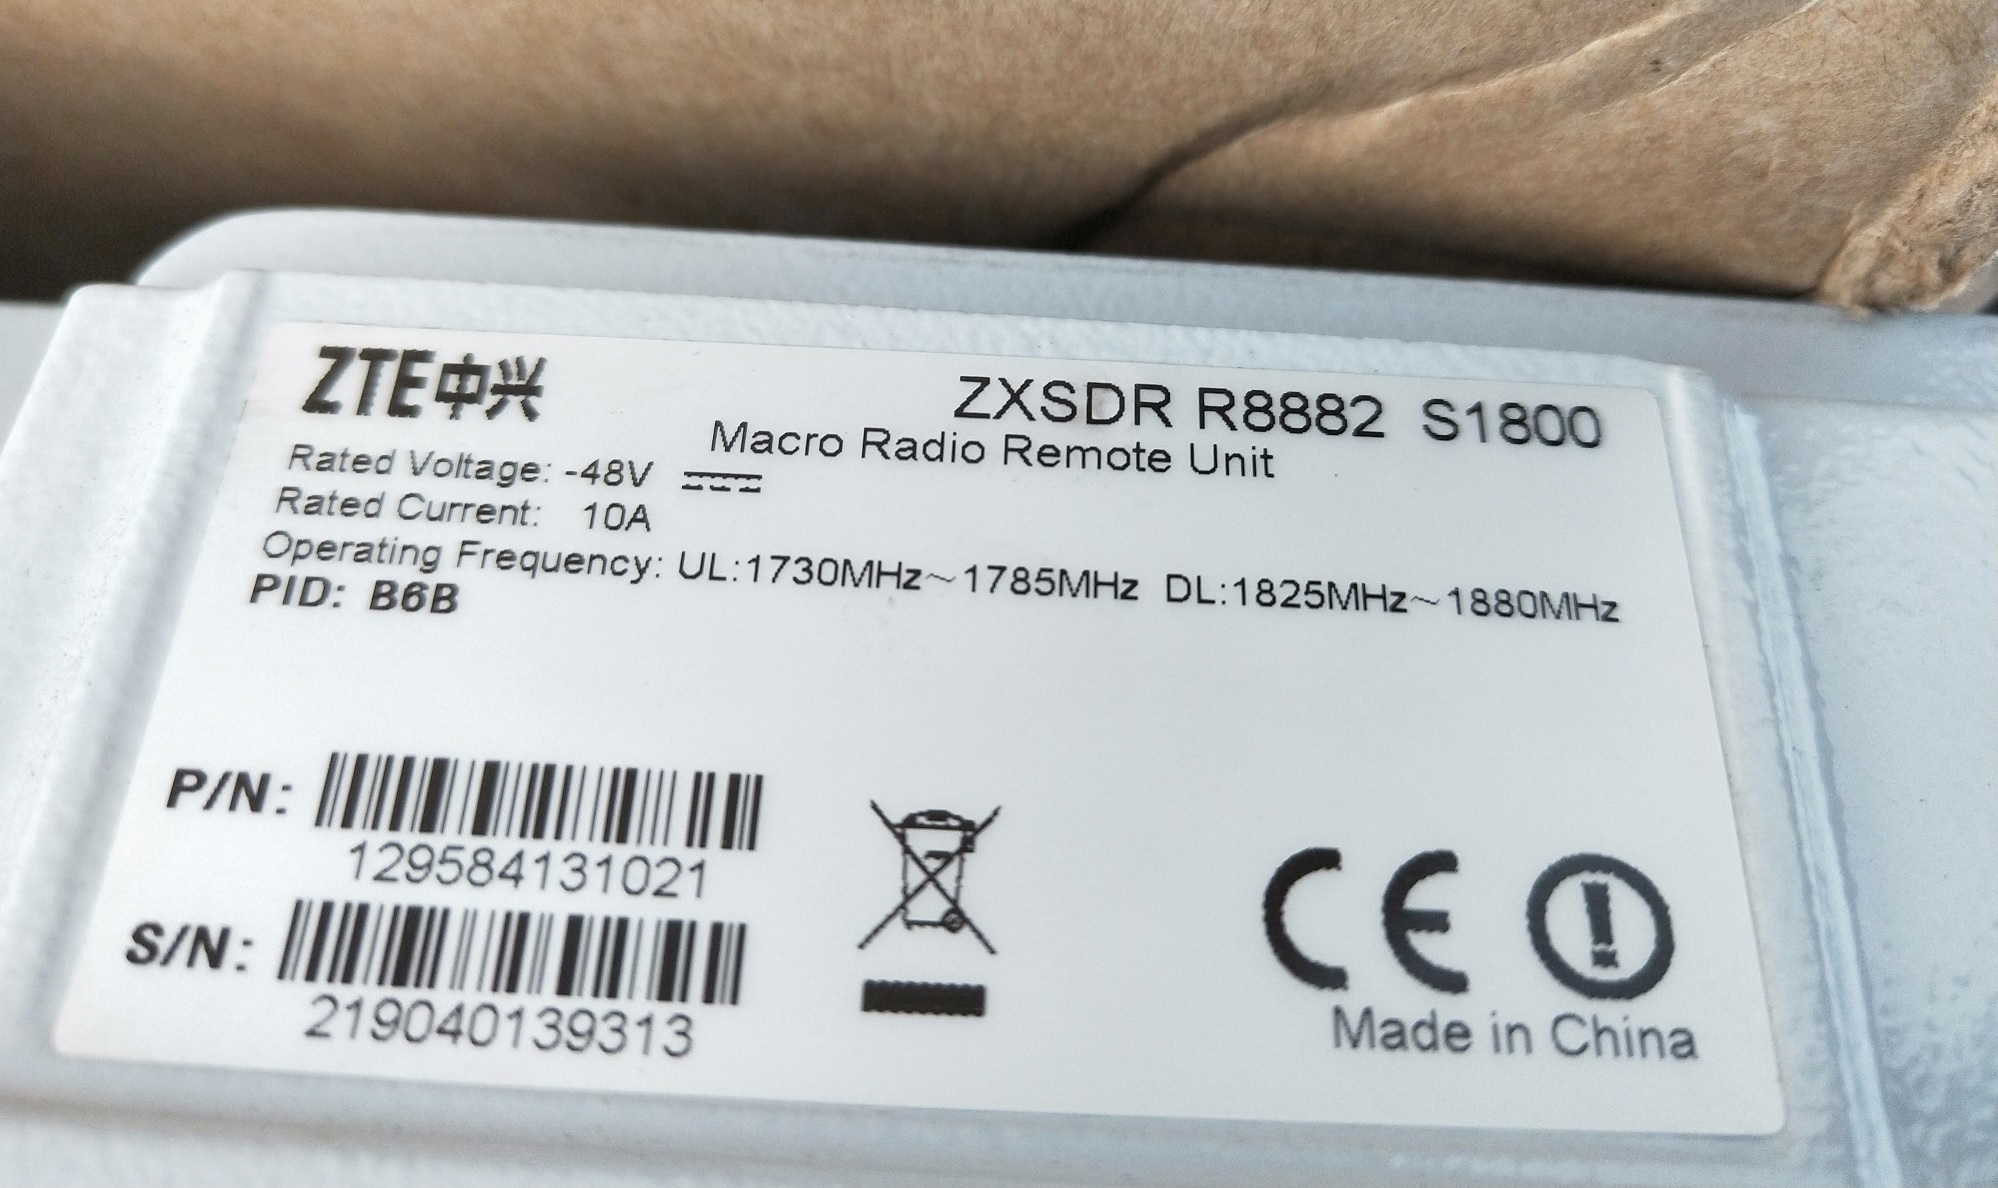 ZTE中兴
ZXSDR R8882 S1800
Macro Radio Remote Unit
Rated Voltage: -48V
Rated Current: 10A
Operating Frequency: UL:1730MHz~1785MHz DL:1825MHz~1880MHz
PID: B6B
P/N:
129584131021
S/N:
219040139313
CE
Made in China